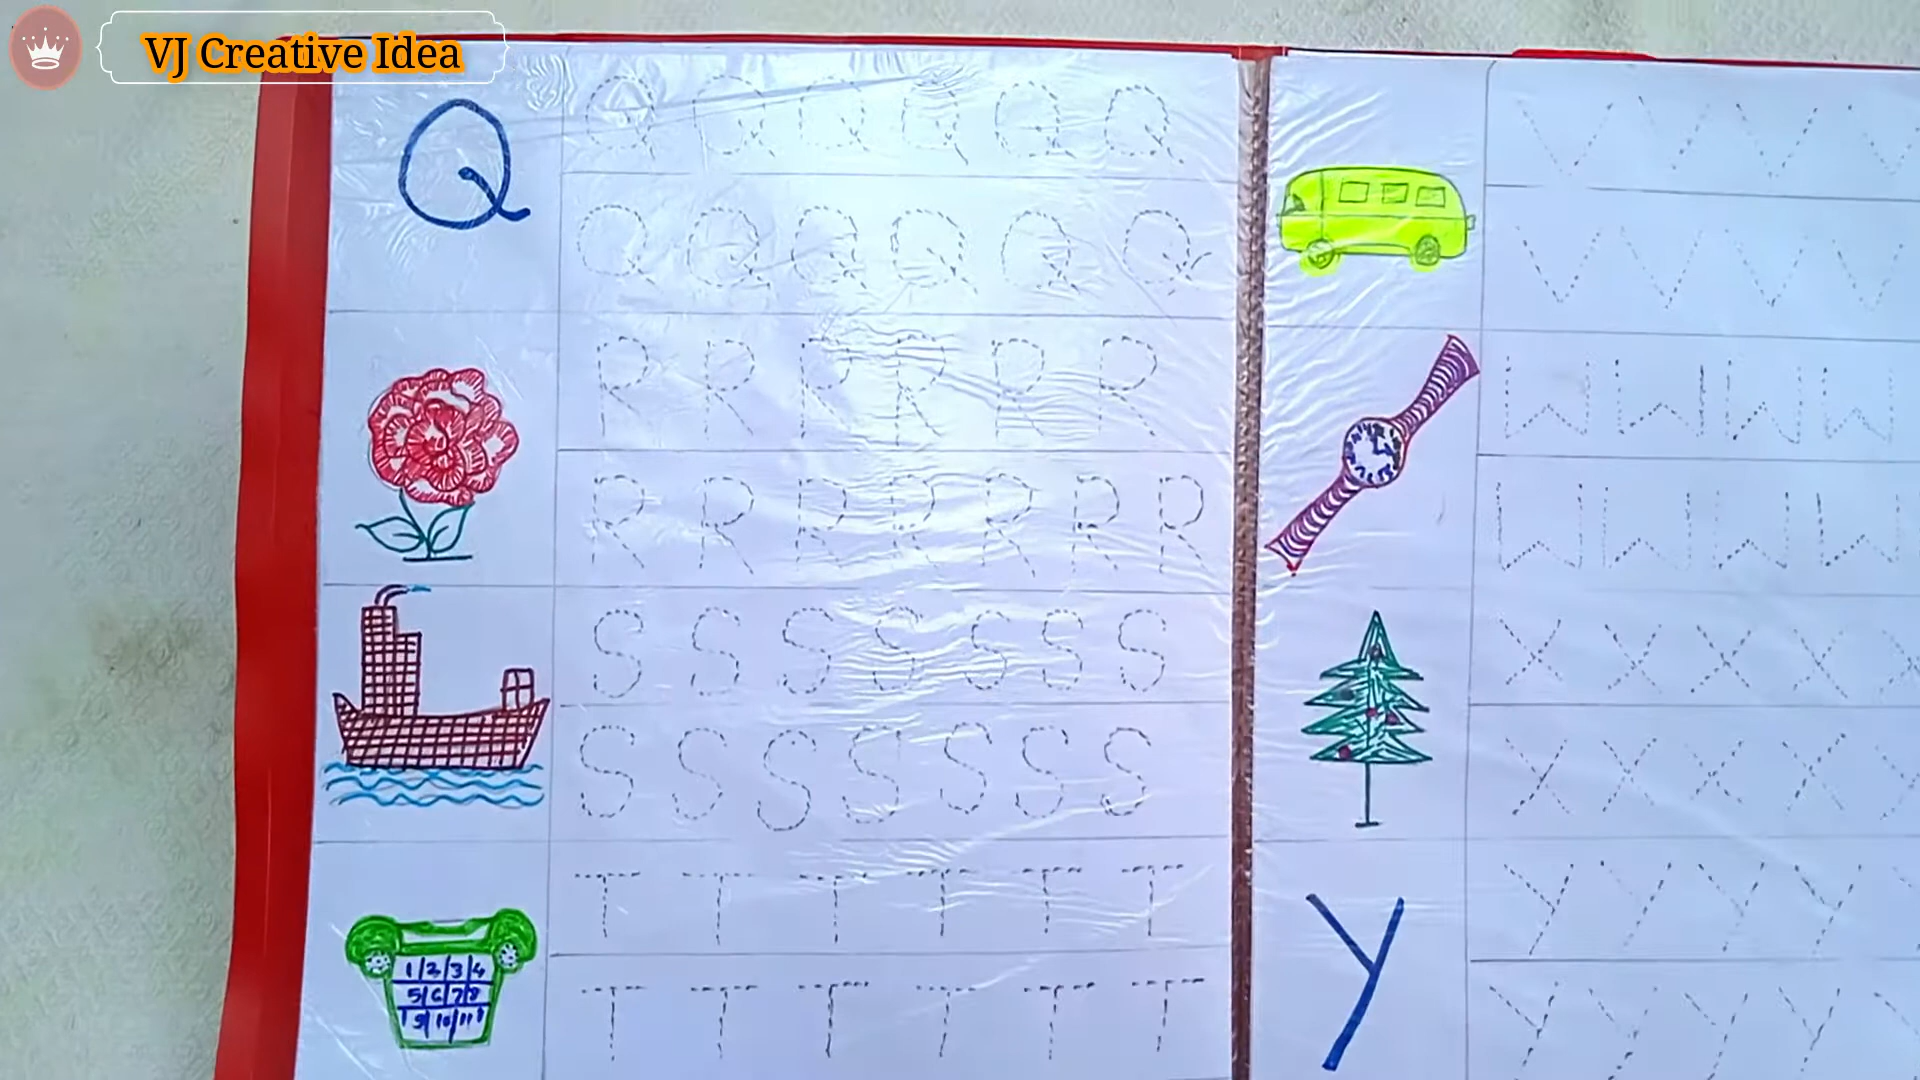 VJ Creative Idea
Q
Q Q Q Q Q Q
Q Q Q Q Q Q
R R R R R R
R R R R R R R
S S S S S S S
S S S S S S S
T T T T T T
1 2 3 4
5 6 7 8
9 10 11
T T T T T T
V V V V
V V V V
W W W W
W W W W
X X X X X
X X X X X
Y
Y Y Y Y Y
Y Y Y Y Y